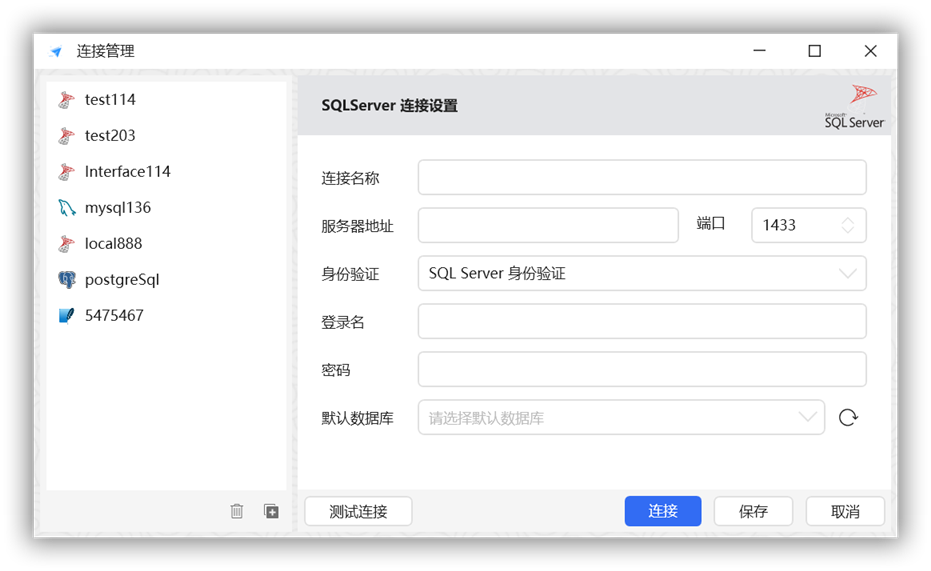 连接管理
test114
test203
Interface114
mysql136
local888
postgreSql
5475467
SQLServer 连接设置
Microsoft
SQL Server
连接名称
服务器地址
端口 1433
身份验证 SQL Server 身份验证
登录名
密码
默认数据库 请选择默认数据库
测试连接 连接 保存 取消